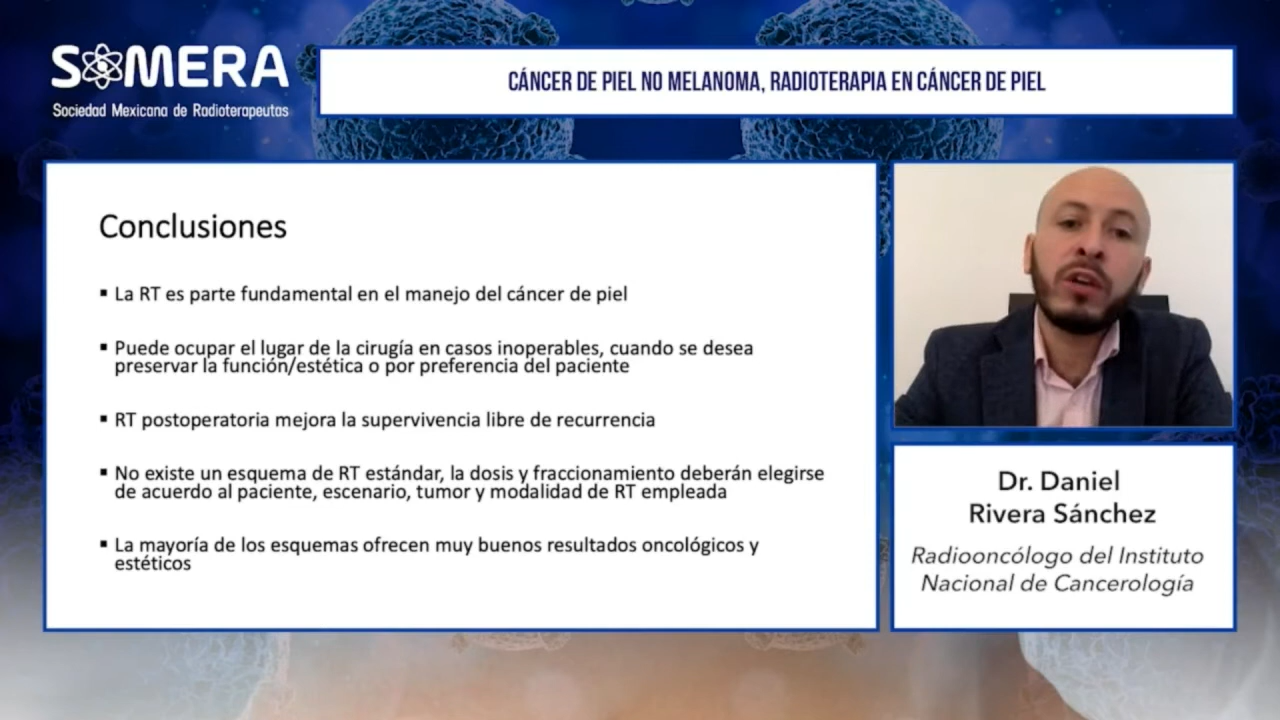 SOMERA
Sociedad Mexicana de Radioterapeutas
CÁNCER DE PIEL NO MELANOMA, RADIOTERAPIA EN CÁNCER DE PIEL
Conclusiones
▪ La RT es parte fundamental en el manejo del cáncer de piel
▪ Puede ocupar el lugar de la cirugía en casos inoperables, cuando se desea
preservar la función/estética o por preferencia del paciente
▪ RT postoperatoria mejora la supervivencia libre de recurrencia
▪ No existe un esquema de RT estándar, la dosis y fraccionamiento deberán elegirse
de acuerdo al paciente, escenario, tumor y modalidad de RT empleada
▪ La mayoría de los esquemas ofrecen muy buenos resultados oncológicos y
estéticos
Dr. Daniel
Rivera Sánchez
Radiooncólogo del Instituto
Nacional de Cancerología